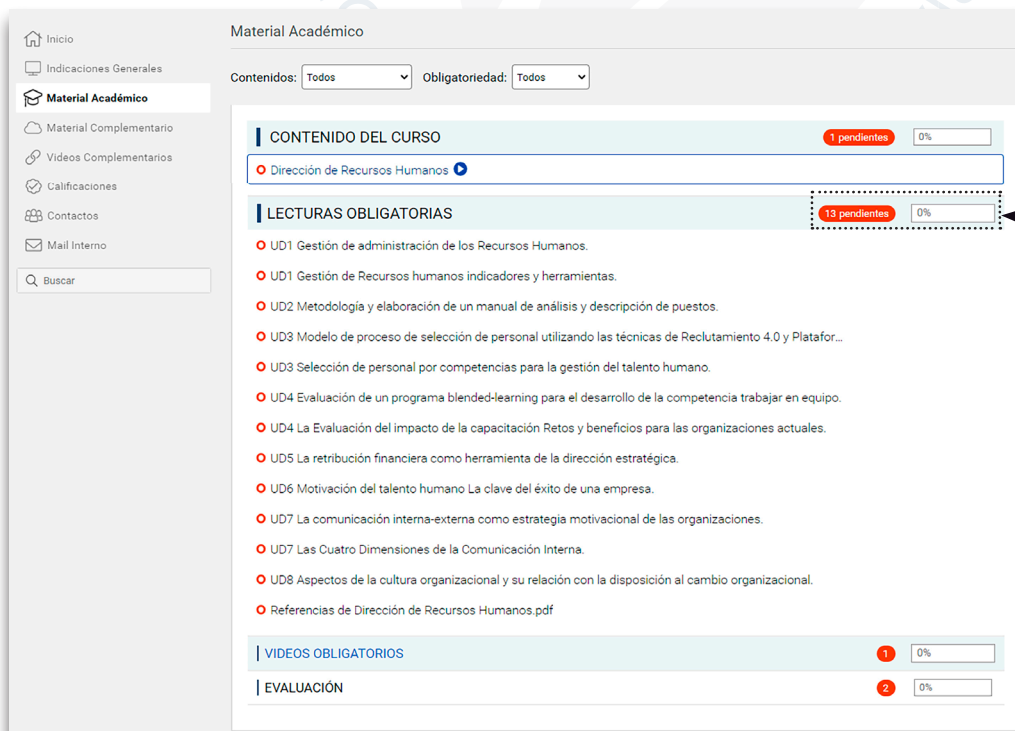 Inicio
Indicaciones Generales
Material Académico
Material Complementario
Videos Complementarios
Calificaciones
Contactos
Mail Interno
Buscar
Material Académico
Contenidos: Todos Obligatoriedad: Todos
CONTENIDO DEL CURSO 1 pendientes 0%
Dirección de Recursos Humanos
LECTURAS OBLIGATORIAS 13 pendientes 0%
UD1 Gestión de administración de los Recursos Humanos.
UD1 Gestión de Recursos humanos indicadores y herramientas.
UD2 Metodología y elaboración de un manual de análisis y descripción de puestos.
UD3 Modelo de proceso de selección de personal utilizando las técnicas de Reclutamiento 4.0 y Platafor...
UD3 Selección de personal por competencias para la gestión del talento humano.
UD4 Evaluación de un programa blended-learning para el desarrollo de la competencia trabajar en equipo.
UD4 La Evaluación del impacto de la capacitación Retos y beneficios para las organizaciones actuales.
UD5 La retribución financiera como herramienta de la dirección estratégica.
UD6 Motivación del talento humano La clave del éxito de una empresa.
UD7 La comunicación interna-externa como estrategia motivacional de las organizaciones.
UD7 Las Cuatro Dimensiones de la Comunicación Interna.
UD8 Aspectos de la cultura organizacional y su relación con la disposición al cambio organizacional.
Referencias de Dirección de Recursos Humanos.pdf
VIDEOS OBLIGATORIOS 1 0%
EVALUACIÓN 2 0%